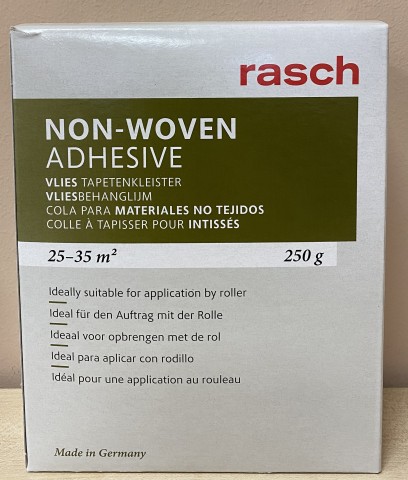 rasch
NON-WOVEN
ADHESIVE
VLIES TAPETENKLEISTER
VLIESBEHANGLIJM
COLA PARA MATERIALES NO TEJIDOS
COLLE À TAPISSER POUR INTISSÉS
25–35 m² 250 g
Ideally suitable for application by roller
Ideal für den Auftrag mit der Rolle
Ideaal voor opbrengen met de rol
Ideal para aplicar con rodillo
Idéal pour une application au rouleau
Made in Germany